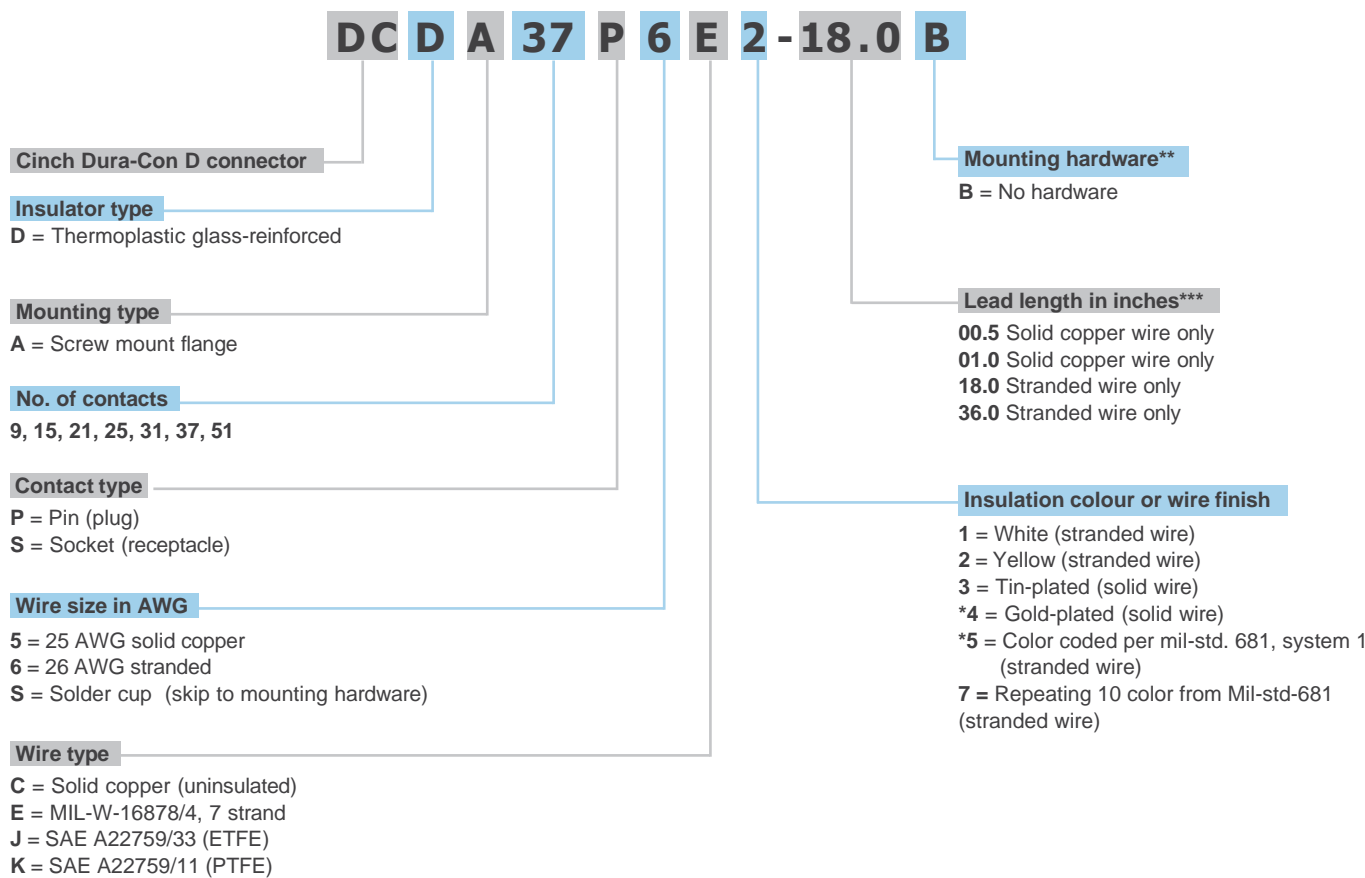 DC D A 37 P 6 E 2 - 18.0 B
Cinch Dura-Con D connector
Insulator type
D = Thermoplastic glass-reinforced
Mounting type
A = Screw mount flange
No. of contacts
9, 15, 21, 25, 31, 37, 51
Contact type
P = Pin (plug)
S = Socket (receptacle)
Wire size in AWG
5 = 25 AWG solid copper
6 = 26 AWG stranded
S = Solder cup (skip to mounting hardware)
Wire type
C = Solid copper (uninsulated)
E = MIL-W-16878/4, 7 strand
J = SAE A22759/33 (ETFE)
K = SAE A22759/11 (PTFE)
Mounting hardware**
B = No hardware
Lead length in inches***
00.5 Solid copper wire only
01.0 Solid copper wire only
18.0 Stranded wire only
36.0 Stranded wire only
Insulation colour or wire finish
1 = White (stranded wire)
2 = Yellow (stranded wire)
3 = Tin-plated (solid wire)
*4 = Gold-plated (solid wire)
*5 = Color coded per mil-std. 681, system 1
(stranded wire)
7 = Repeating 10 color from Mil-std-681
(stranded wire)